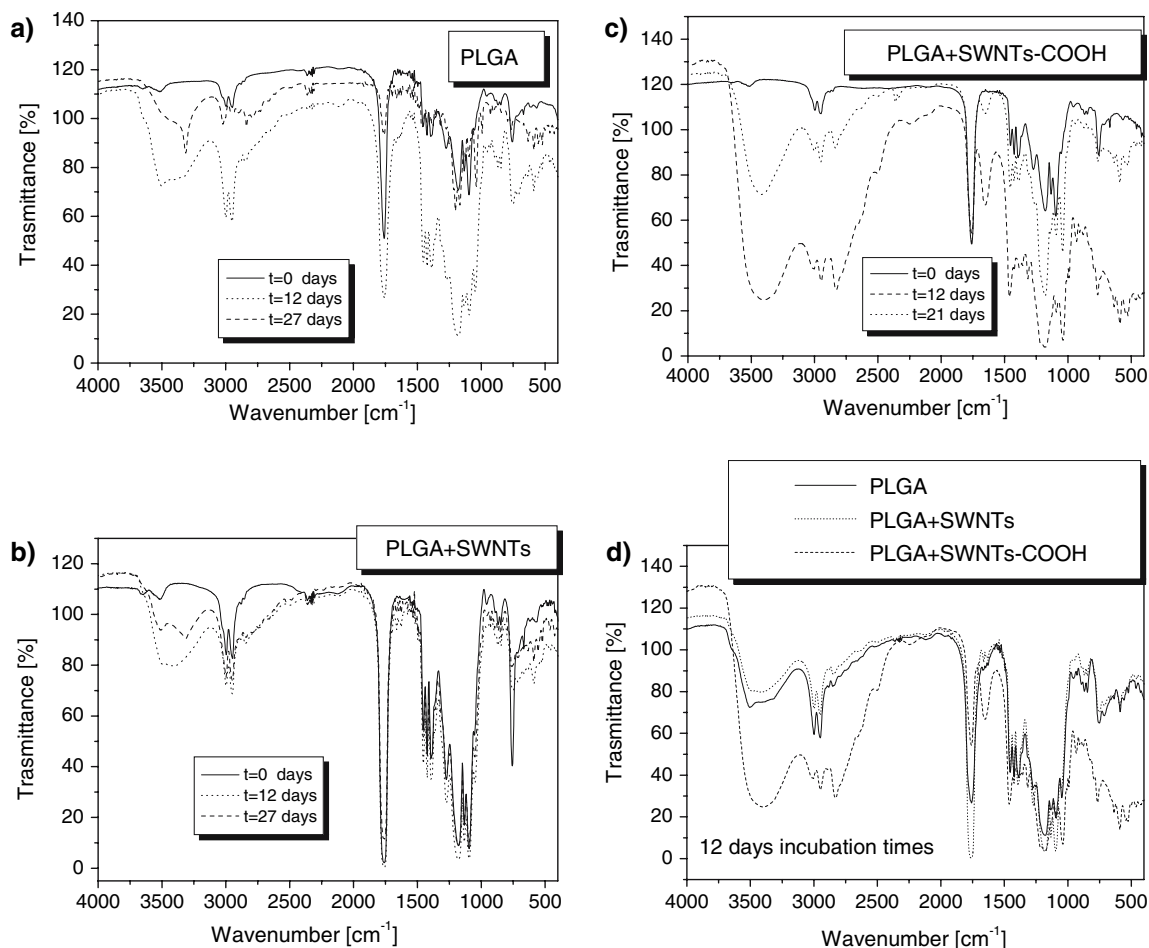 a)
PLGA
140
120
100
80
60
40
20
0
Trasmittance [%]
t=0 days
t=12 days
t=27 days
4000 3500 3000 2500 2000 1500 1000 500
Wavenumber [cm-1]
c)
PLGA+SWNTs-COOH
140
120
100
80
60
40
20
0
Trasmittance [%]
t=0 days
t=12 days
t=21 days
4000 3500 3000 2500 2000 1500 1000 500
Wavenumber [cm-1]
b)
PLGA+SWNTs
120
100
80
60
40
20
0
Trasmittance [%]
t=0 days
t=12 days
t=27 days
4000 3500 3000 2500 2000 1500 1000 500
Wavenumber [cm-1]
PLGA
PLGA+SWNTs
PLGA+SWNTs-COOH
d)
140
120
100
80
60
40
20
0
Trasmittance [%]
12 days incubation times
4000 3500 3000 2500 2000 1500 1000 500
Wavenumber [cm-1]